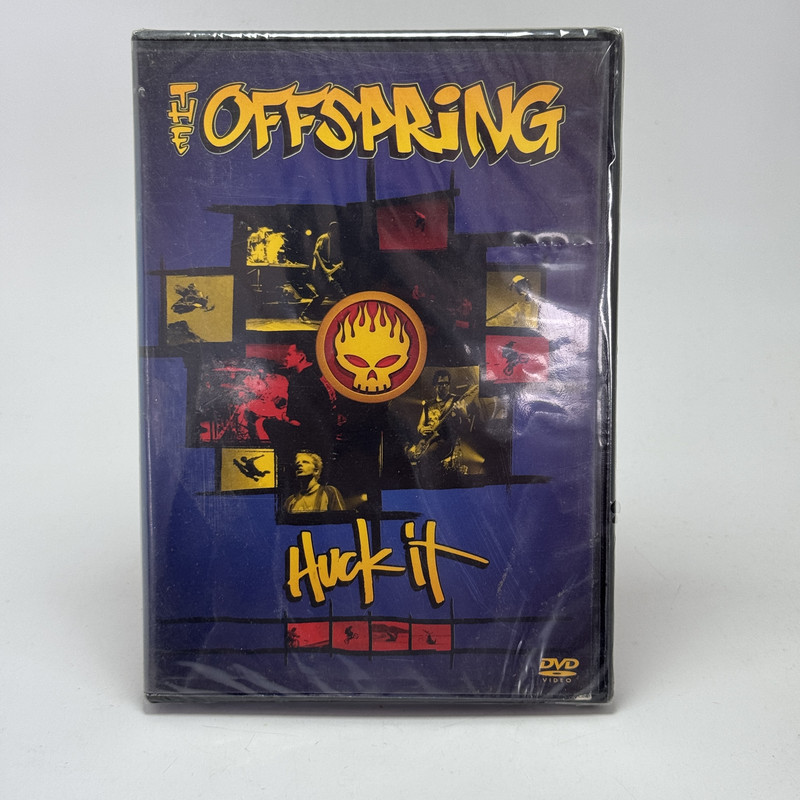 THE OFFSPRiNG
Huck it
DVD
VIDEO